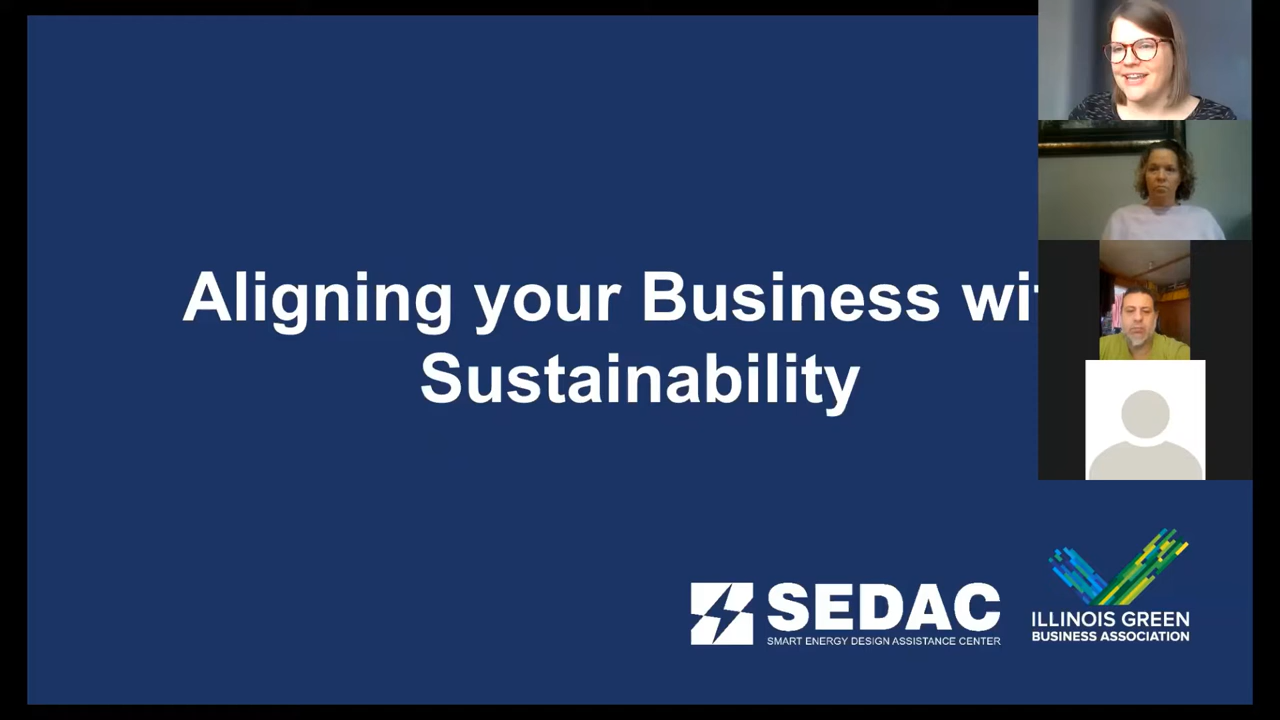 Aligning your Business wi
Sustainability
SEDAC
SMART ENERGY DESIGN ASSISTANCE CENTER
ILLINOIS GREEN
BUSINESS ASSOCIATION